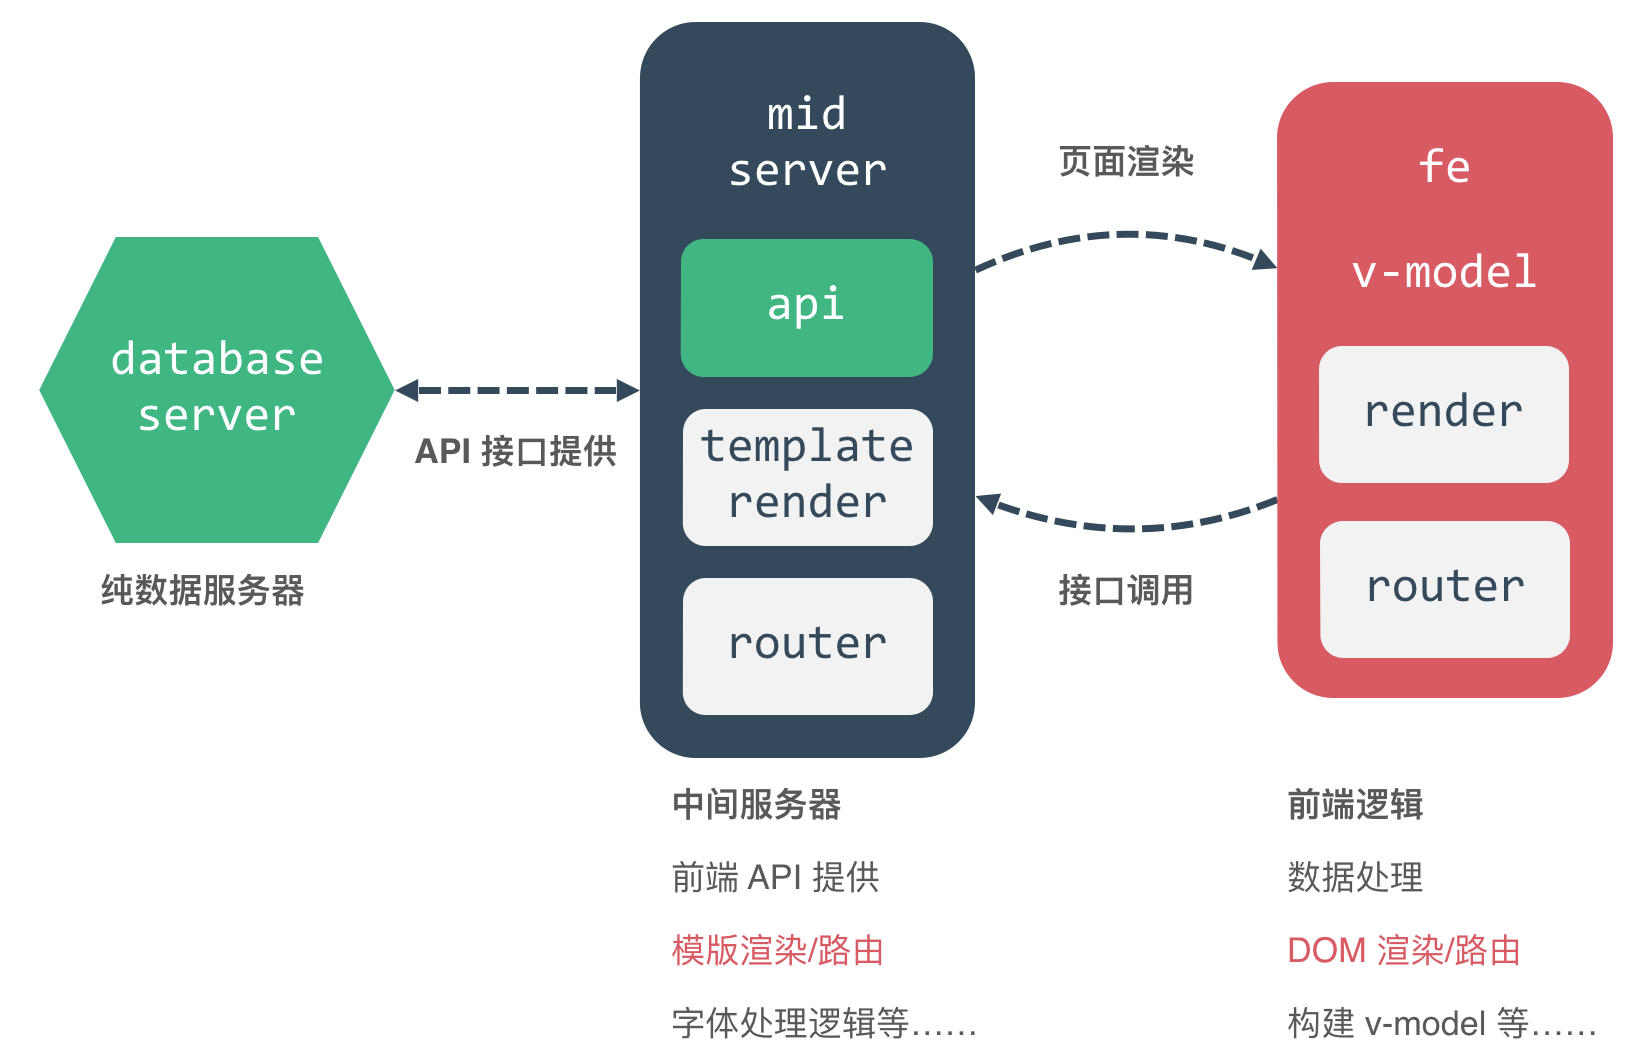 database
server
纯数据服务器
API 接口提供
mid
server
api
template
render
router
中间服务器
前端 API 提供
模版渲染/路由
字体处理逻辑等……
页面渲染
接口调用
fe
v-model
render
router
前端逻辑
数据处理
DOM 渲染/路由
构建 v-model 等……